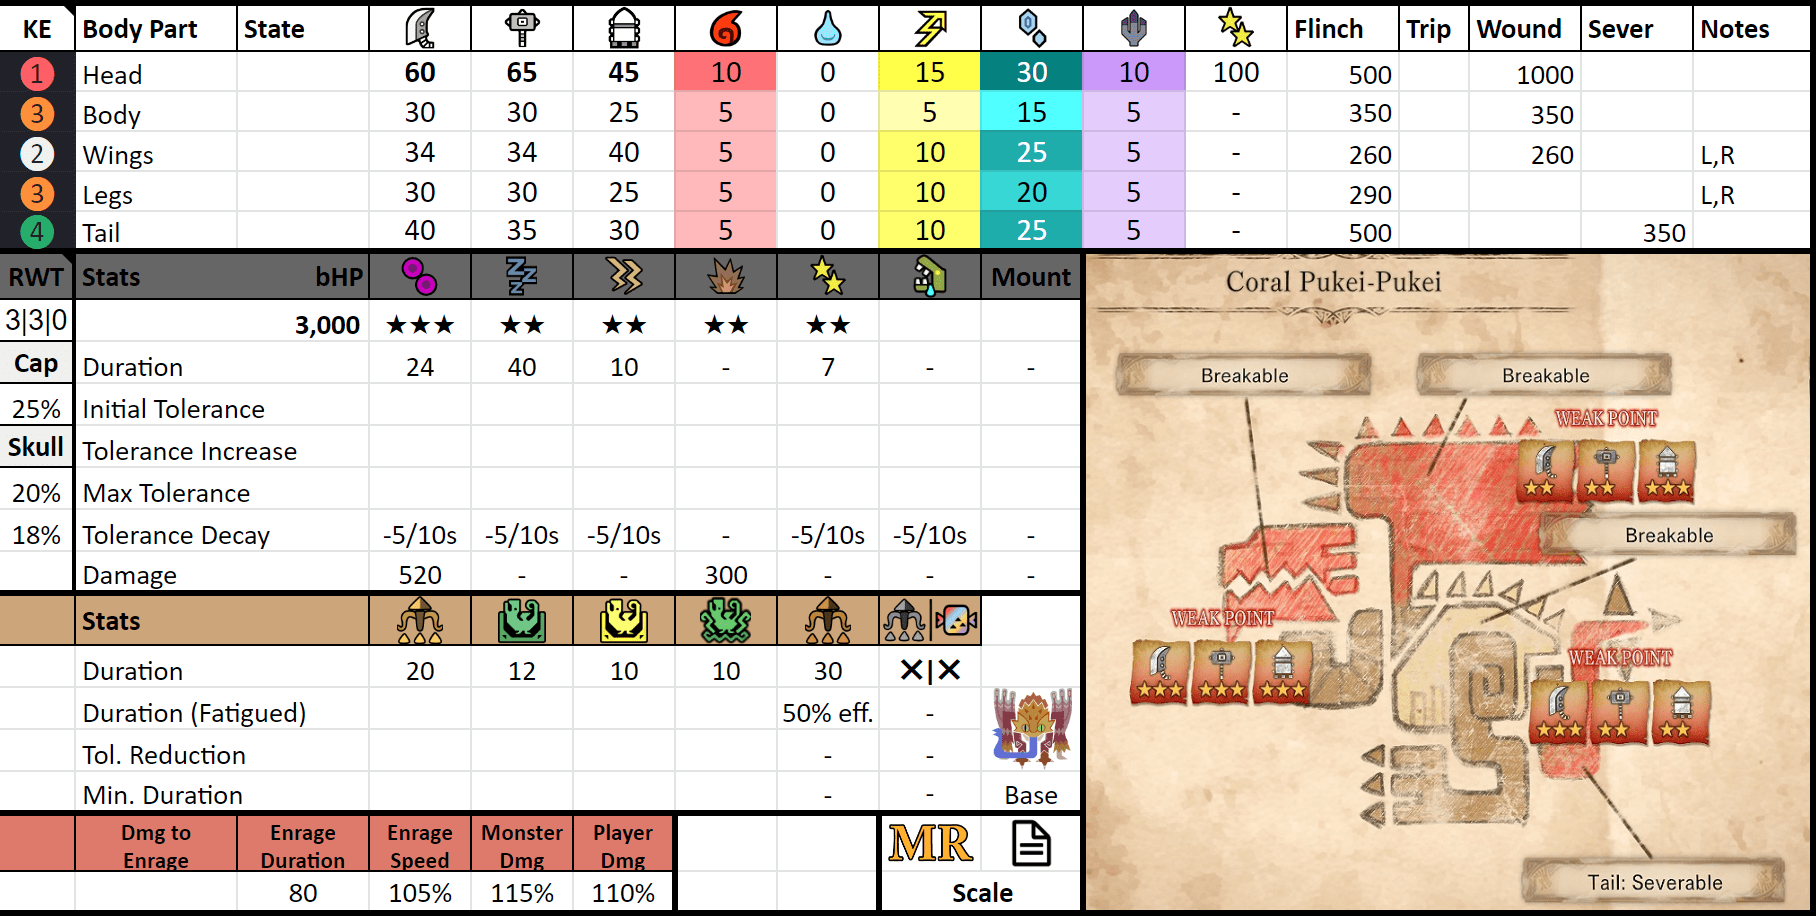 KE Body Part State Flinch Trip Wound Sever Notes
1 Head 60 65 45 10 0 15 30 10 100 500 1000
3 Body 30 30 25 5 0 5 15 5 - 350 350
2 Wings 34 34 40 5 0 10 25 5 - 260 260 L,R
3 Legs 30 30 25 5 0 10 20 5 - 290 L,R
4 Tail 40 35 30 5 0 10 25 5 - 500 350
RWT Stats bHP Mount
3|3|0 3,000 ★★★ ★★ ★★ ★★ ★★
Cap Duration 24 40 10 - 7 - -
25% Initial Tolerance
Skull Tolerance Increase
20% Max Tolerance
18% Tolerance Decay -5/10s -5/10s -5/10s - -5/10s -5/10s -
Damage 520 - - 300 - - -
Stats
Duration 20 12 10 10 30 ✕|✕
Duration (Fatigued) 50% eff. -
Tol. Reduction - -
Min. Duration - - Base
Dmg to Enrage Enrage Duration Enrage Speed Monster Dmg Player Dmg MR
80 105% 115% 110% Scale
Coral Pukei-Pukei
Breakable Breakable
WEAK POINT
Breakable
WEAK POINT
WEAK POINT
Tail: Severable